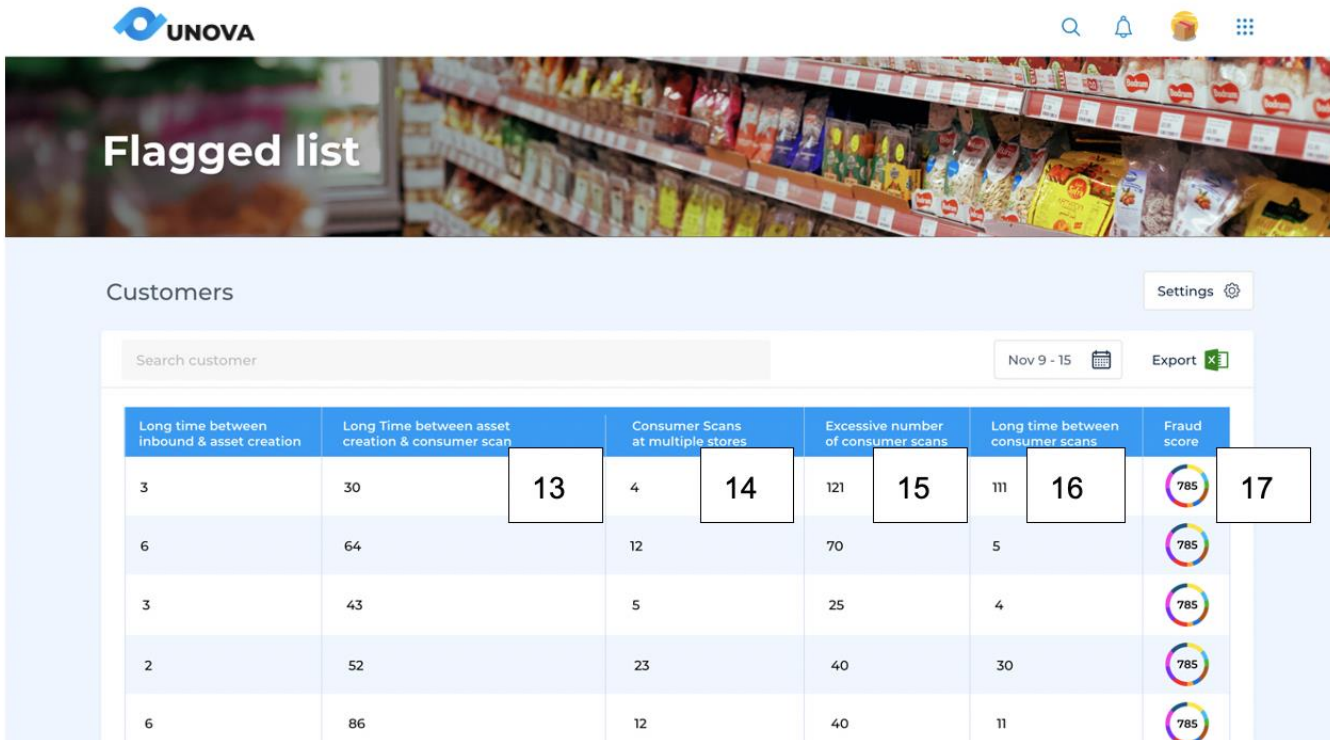 UNOVA
Flagged list
Customers
Settings
Search customer
Nov 9 - 15
Export
Long time between
inbound & asset creation
Long Time between asset
creation & consumer scan
Consumer Scans
at multiple stores
Excessive number
of consumer scans
Long time between
consumer scans
Fraud
score
3 30 13 4 14 121 15 111 16 785 17
6 64 12 70 5 785
3 43 5 25 4 785
2 52 23 40 30 785
6 86 12 40 11 785